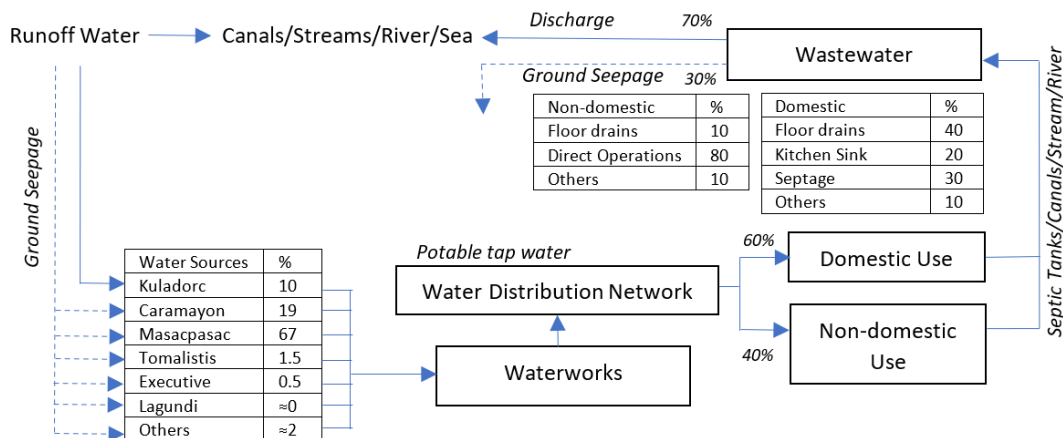 Runoff Water
Canals/Streams/River/Sea
Discharge
70%
Wastewater
Ground Seepage
30%
Non-domestic %
Floor drains 10
Direct Operations 80
Others 10
Domestic %
Floor drains 40
Kitchen Sink 20
Septage 30
Others 10
Septic Tanks/Canals/Stream/River
Ground Seepage
Water Sources %
Kuladorc 10
Caramayon 19
Masacpasac 67
Tomalistis 1.5
Executive 0.5
Lagundi ≈0
Others ≈2
Potable tap water
Water Distribution Network
Waterworks
60%
Domestic Use
40%
Non-domestic
Use